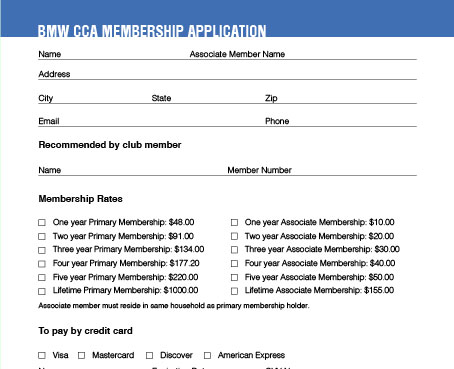 BMW CCA MEMBERSHIP APPLICATION
Name Associate Member Name
Address
City State Zip
Email Phone
Recommended by club member
Name Member Number
Membership Rates
One year Primary Membership: $48.00 One year Associate Membership: $10.00
Two year Primary Membership: $91.00 Two year Associate Membership: $20.00
Three year Primary Membership: $134.00 Three year Associate Membership: $30.00
Four year Primary Membership: $177.20 Four year Associate Membership: $40.00
Five year Primary Membership: $220.00 Five year Associate Membership: $50.00
Lifetime Primary Membership: $1000.00 Lifetime Associate Membership: $155.00
Associate member must reside in same household as primary membership holder.
To pay by credit card
Visa Mastercard Discover American Express